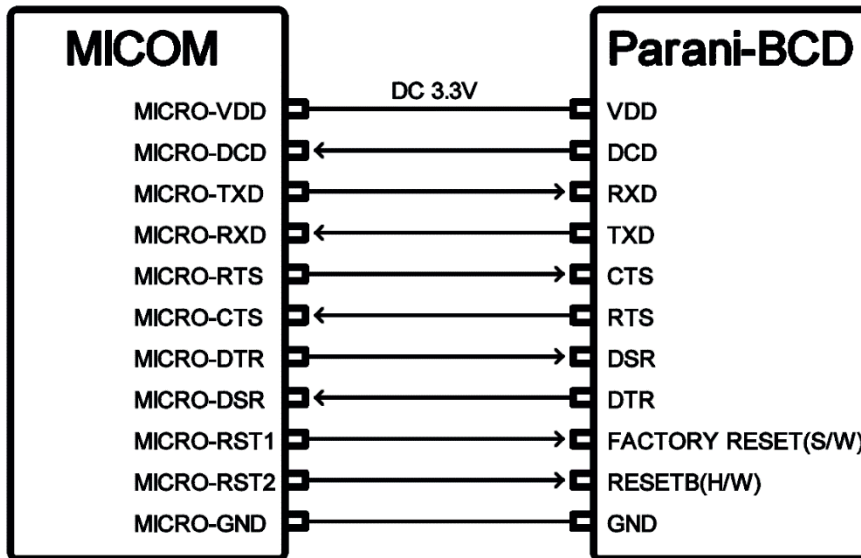 MICOM Parani-BCD
DC 3.3V
MICRO-VDD VDD
MICRO-DCD DCD
MICRO-TXD RXD
MICRO-RXD TXD
MICRO-RTS CTS
MICRO-CTS RTS
MICRO-DTR DSR
MICRO-DSR DTR
MICRO-RST1 FACTORY RESET(S/W)
MICRO-RST2 RESETB(H/W)
MICRO-GND GND